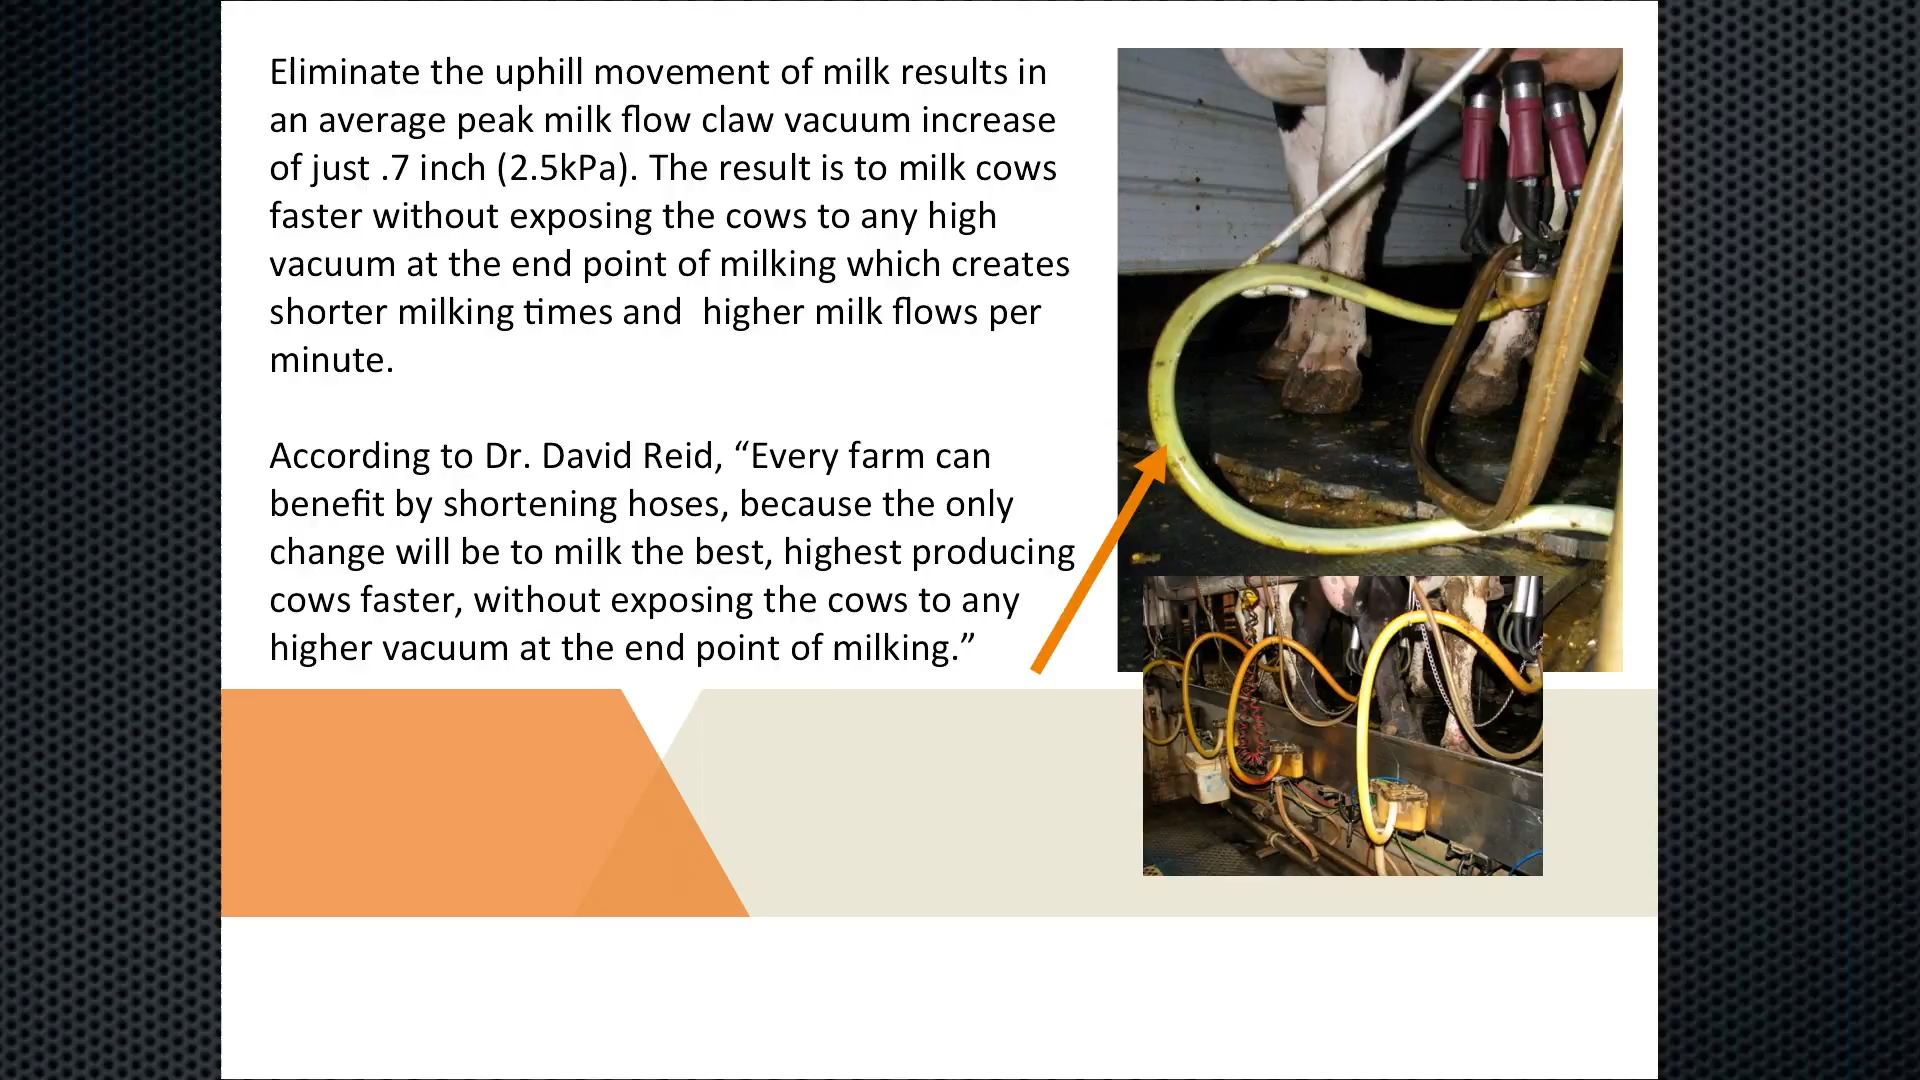 Eliminate the uphill movement of milk results in
an average peak milk flow claw vacuum increase
of just .7 inch (2.5kPa). The result is to milk cows
faster without exposing the cows to any high
vacuum at the end point of milking which creates
shorter milking times and  higher milk flows per
minute.
According to Dr. David Reid, “Every farm can
benefit by shortening hoses, because the only
change will be to milk the best, highest producing
cows faster, without exposing the cows to any
higher vacuum at the end point of milking.”